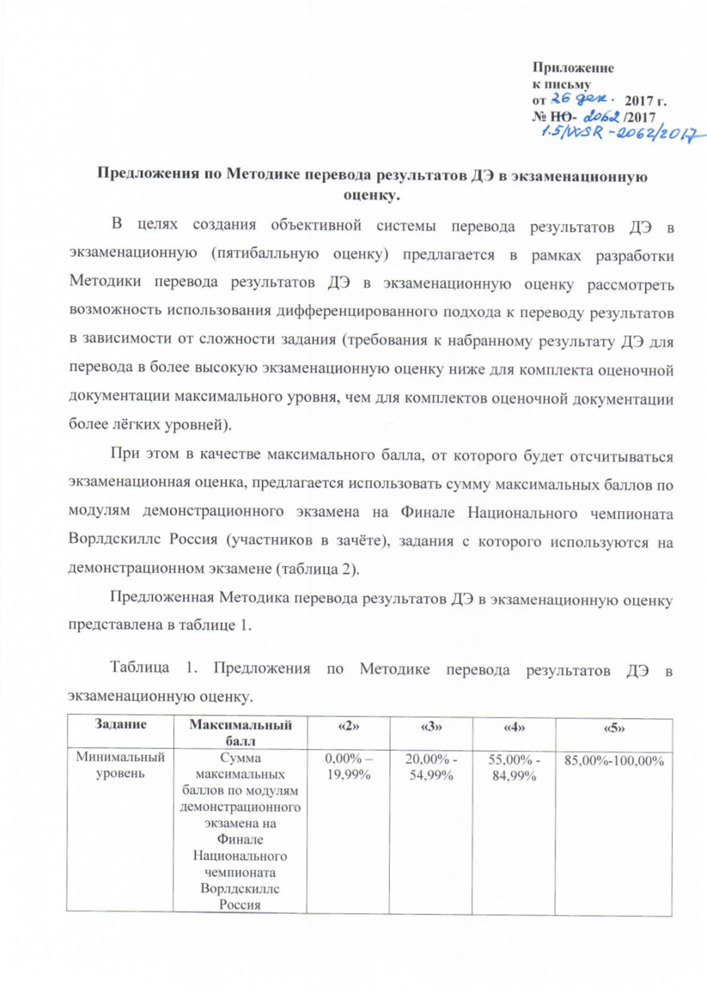 Приложение
к письму
от 26 дек. 2017 г.
№ ПО- 2062 /2017
1.5/WSR-2062/2017
Предложения по Методике перевода результатов ДЭ в экзаменационную
оценку.
В целях создания объективной системы перевода результатов ДЭ в
экзаменационную (пятибалльную оценку) предлагается в рамках разработки
Методики перевода результатов ДЭ в экзаменационную оценку рассмотреть
возможность использования дифференцированного подхода к переводу результатов
в зависимости от сложности задания (требования к набранному результату ДЭ для
перевода в более высокую экзаменационную оценку ниже для комплекта оценочной
документации максимального уровня, чем для комплектов оценочной документации
более лёгких уровней).
При этом в качестве максимального балла, от которого будет отсчитываться
экзаменационная оценка, предлагается использовать сумму максимальных баллов по
модулям демонстрационного экзамена на Финале Национального чемпионата
Ворлдскиллс Россия (участников в зачёте), задания с которого используются на
демонстрационном экзамене (таблица 2).
Предложенная Методика перевода результатов ДЭ в экзаменационную оценку
представлена в таблице 1.
Таблица 1. Предложения по Методике перевода результатов ДЭ в
экзаменационную оценку.
Задание
Максимальный
балл
«2»
«3»
«4»
«5»
Минимальный
уровень
Сумма
максимальных
баллов по модулям
демонстрационного
экзамена на
Финале
Национального
чемпионата
Ворлдскиллс
Россия
0,00% –
19,99%
20,00% -
54,99%
55,00% -
84,99%
85,00%-100,00%